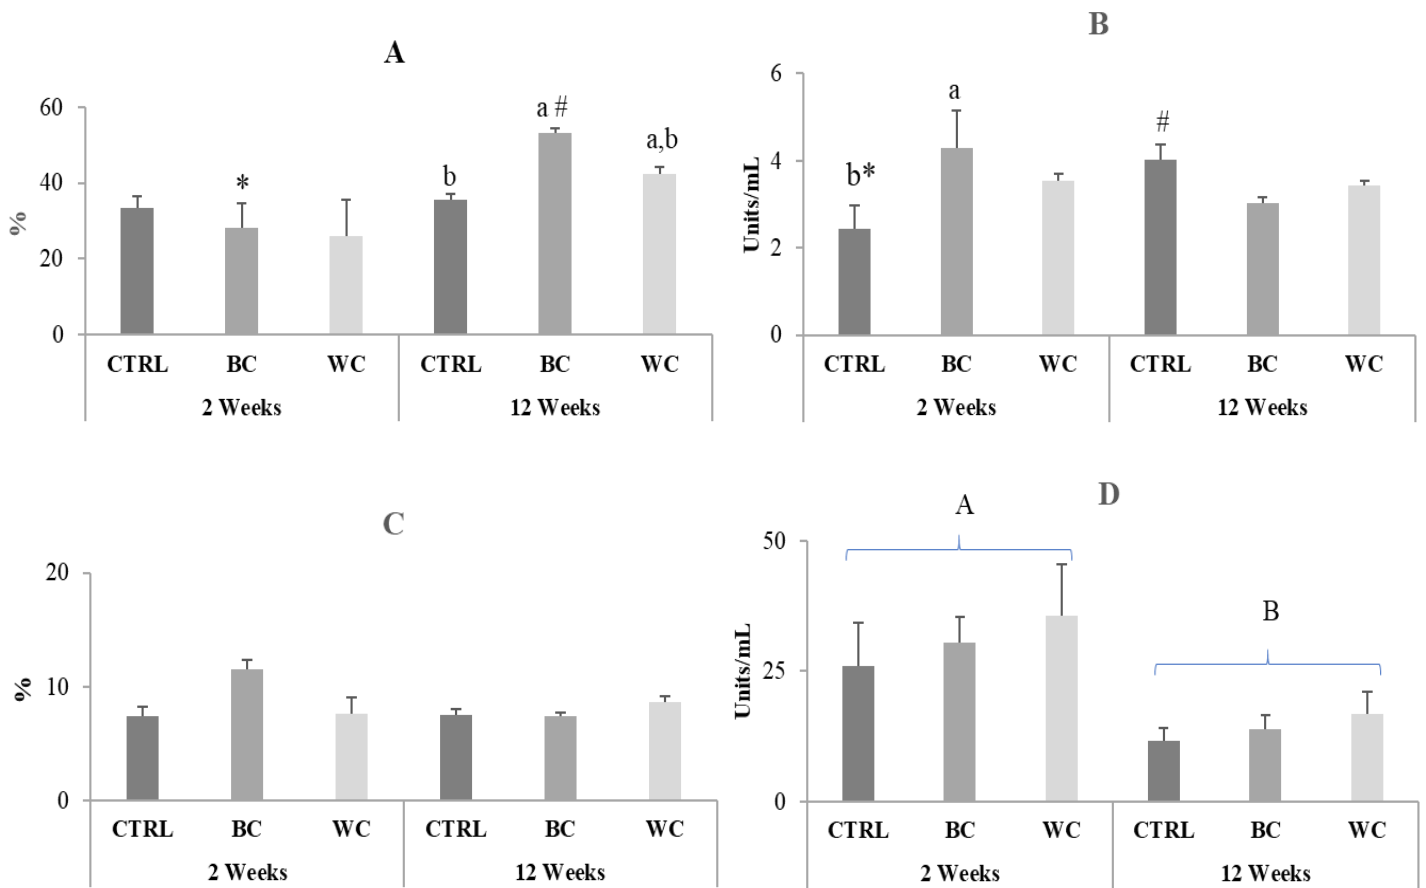 A
%
60
40
20
0
*
b
a #
a,b
CTRL BC WC CTRL BC WC
2 Weeks 12 Weeks
B
Units/mL
6
4
2
0
b*
a
#
CTRL BC WC CTRL BC WC
2 Weeks 12 Weeks
C
%
20
10
0
CTRL BC WC CTRL BC WC
2 Weeks 12 Weeks
D
Units/mL
50
25
0
A
B
CTRL BC WC CTRL BC WC
2 Weeks 12 Weeks